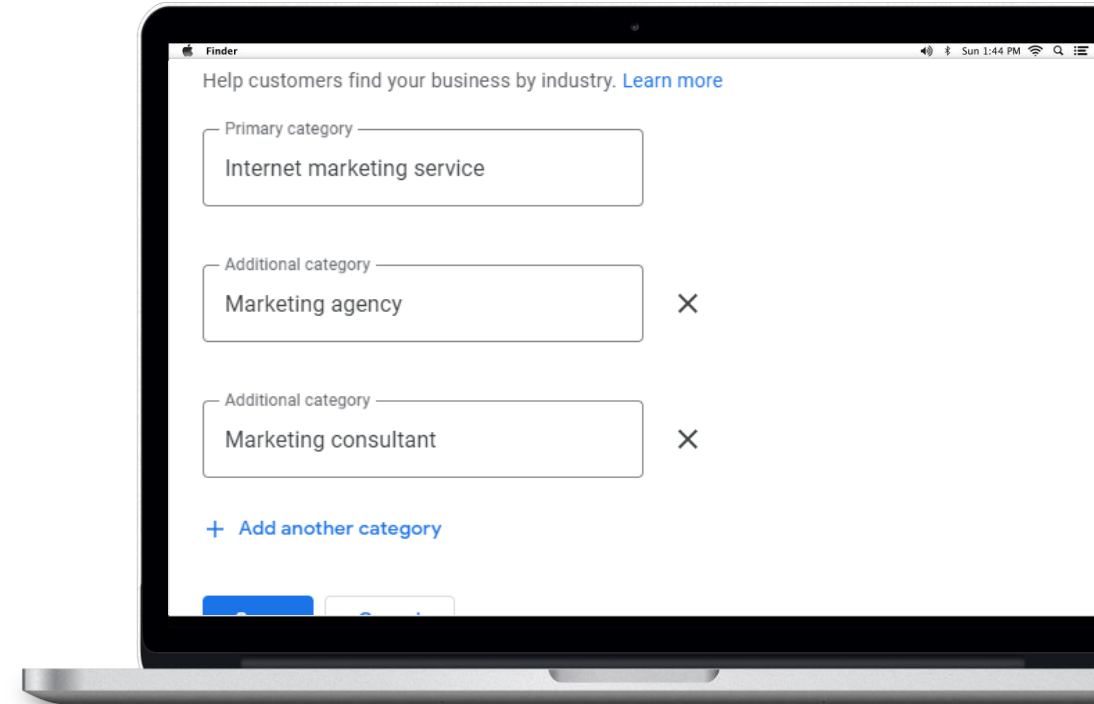 Finder
Sun 1:44 PM
Help customers find your business by industry. Learn more
Primary category
Internet marketing service
Additional category
Marketing agency
Additional category
Marketing consultant
+ Add another category